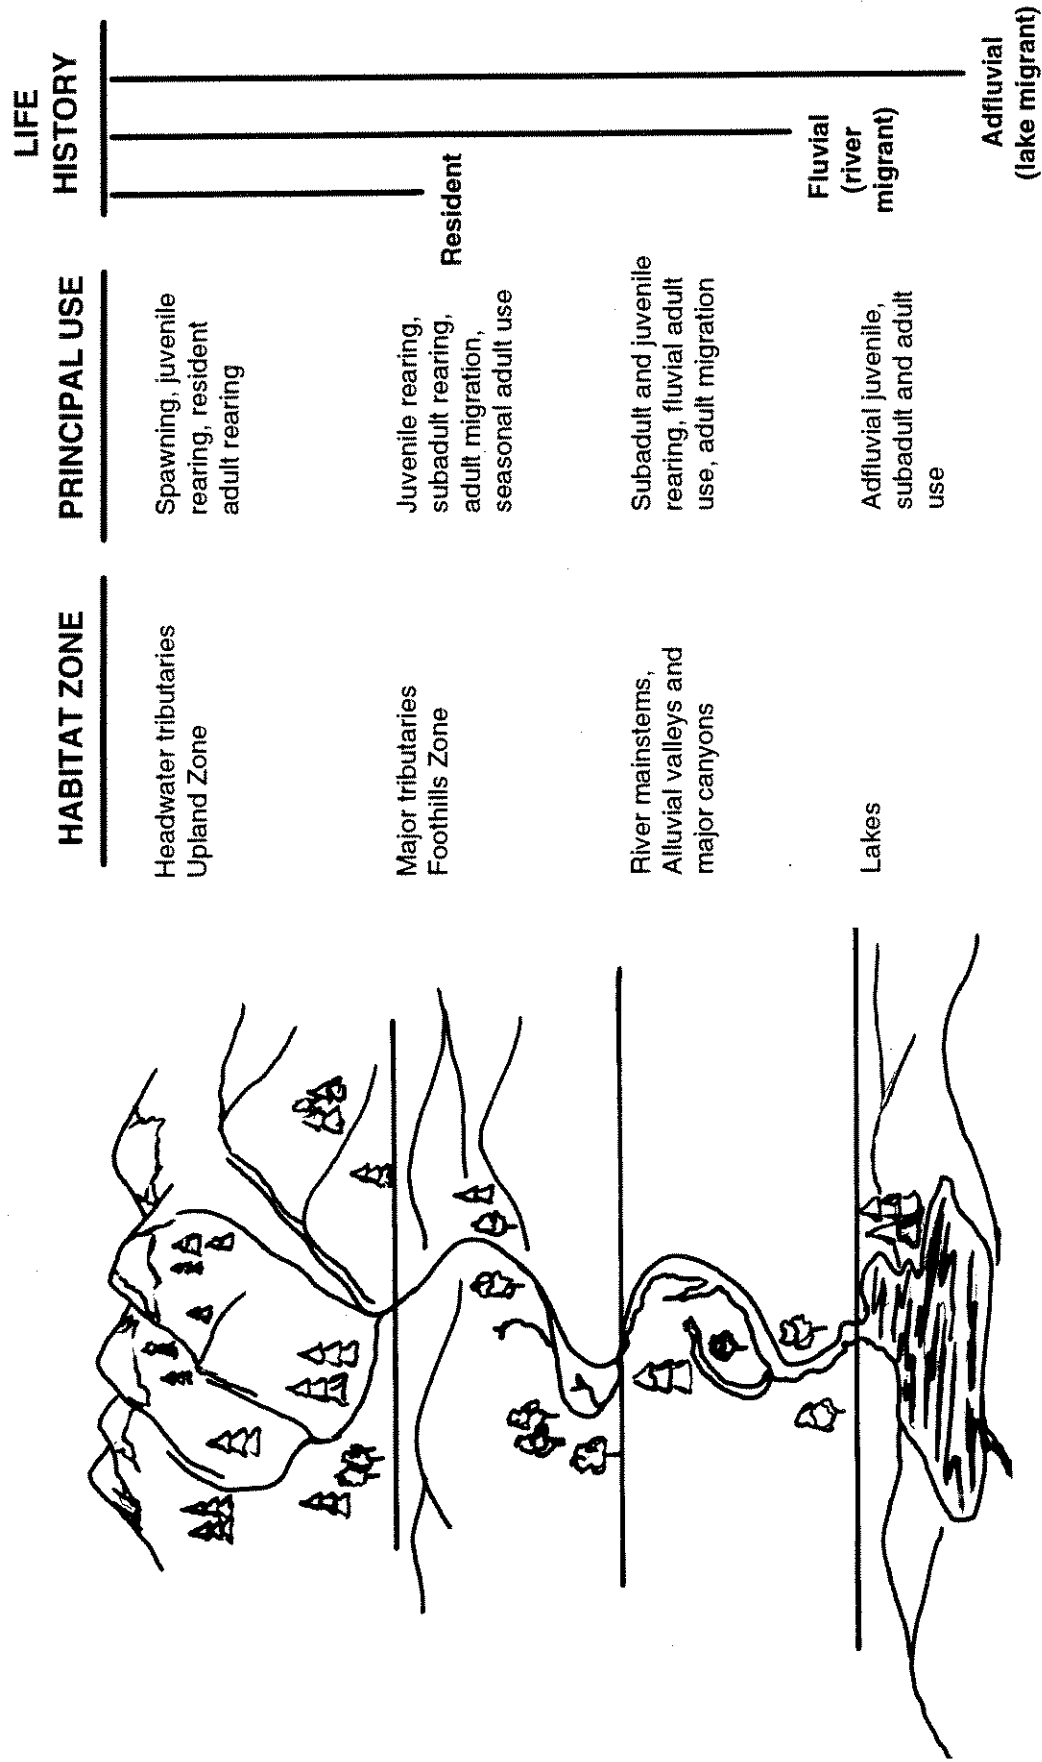 HABITAT ZONE
PRINCIPAL USE
LIFE
HISTORY
Headwater tributaries
Upland Zone
Spawning, juvenile
rearing, resident
adult rearing
Major tributaries
Foothills Zone
Juvenile rearing,
subadult rearing,
adult migration,
seasonal adult use
Resident
River mainstems,
Alluvial valleys and
major canyons
Subadult and juvenile
rearing, fluvial adult
use, adult migration
Fluvial
(river
migrant)
Lakes
Adfluvial juvenile,
subadult and adult
use
Adfluvial
(lake migrant)